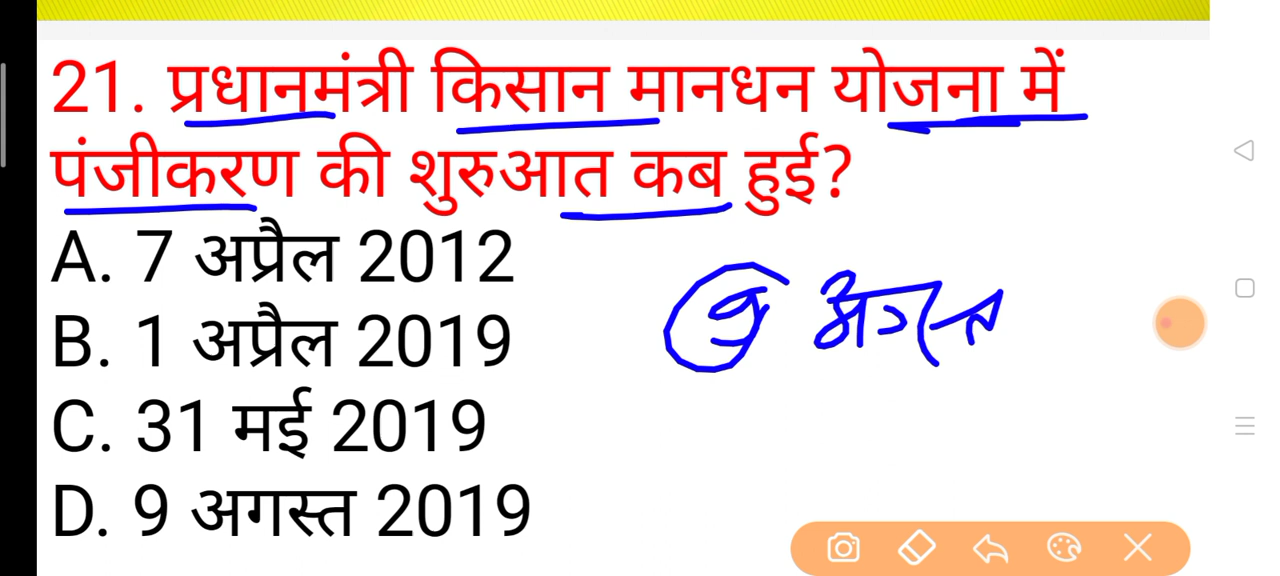 21. प्रधानमंत्री किसान मानधन योजना में
पंजीकरण की शुरुआत कब हुई?
A. 7 अप्रैल 2012
B. 1 अप्रैल 2019
9 अगस्त
C. 31 मई 2019
D. 9 अगस्त 2019